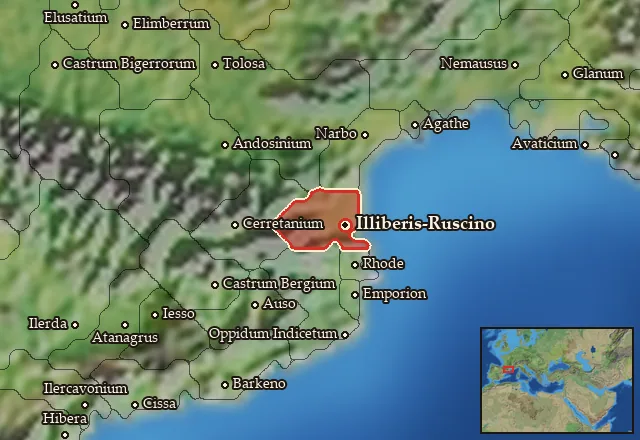 Elusatium
Elimberrum
Castrum Bigerrorum
Tolosa
Nemausus
Glanum
Narbo
Agathe
Andosinium
Avaticium
Cerretanium
Illiberis-Ruscino
Rhode
Castrum Bergium
Emporion
Auso
Iesso
Ilerda
Atanagrus
Oppidum Indicetum
Barkeno
Ilercavonium
Cissa
Hibera